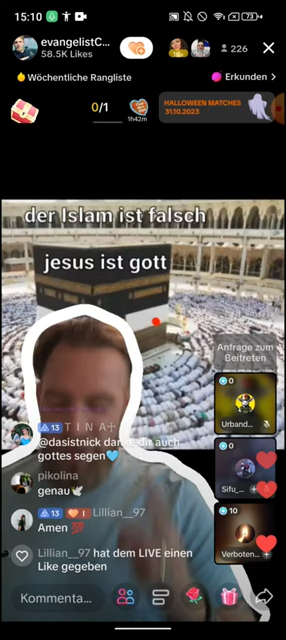 15:10
73
evangelistC...
58.5K Likes
226
Wöchentliche Rangliste
Erkunden >
0/1
1h42m
HALLOWEEN MATCHES
31.10.2023
der Islam ist falsch
jesus ist gott
Anfrage zum
Beitreten
0
Urband...
0
Sifu_...
10
Verboten...
13 T I N A
@dasistnick danke dir auch
gottes segen💙
pikolina
genau🕊
13 I Lillian__97
Amen 💯
Lillian__97 hat dem LIVE einen
Like gegeben
Kommenta...